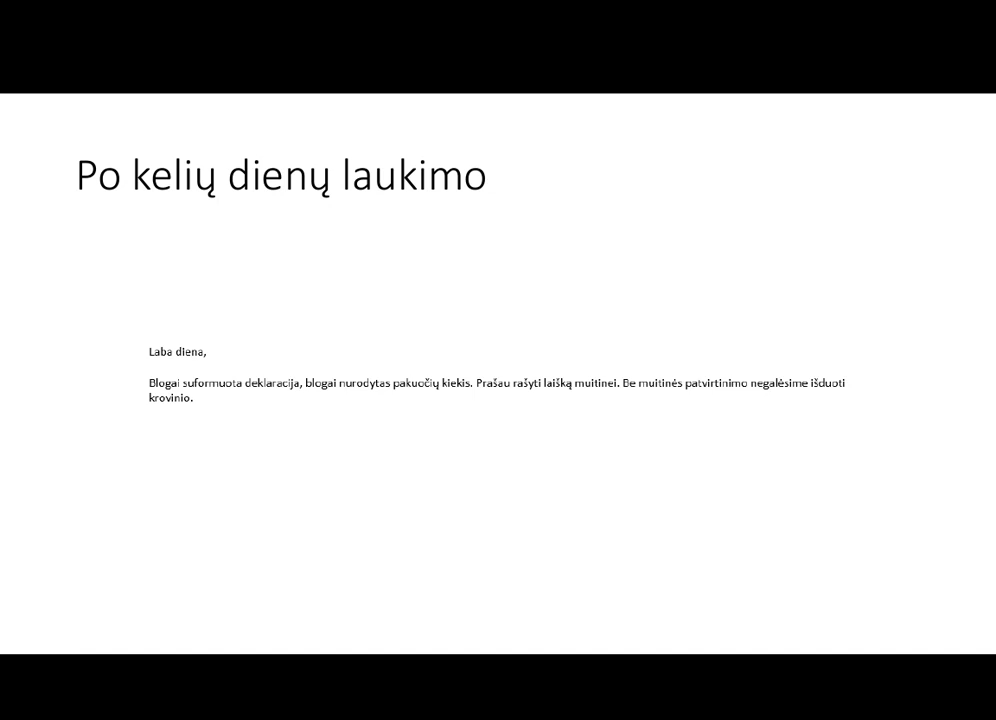 Po kelių dienų laukimo
Laba diena,
Blogai suformuota deklaracija, blogai nurodytas pakuočių kiekis. Prašau rašyti laišką muitinei. Be muitinės patvirtinimo negalėsime išduoti
krovinio.